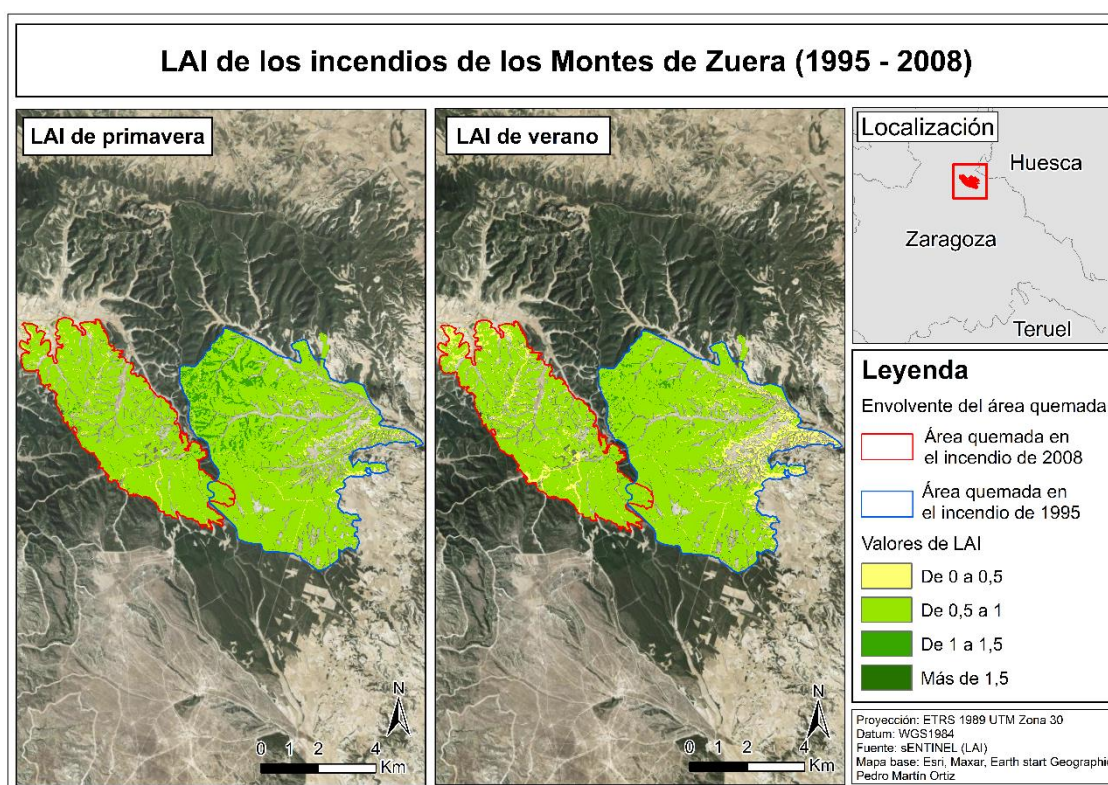 LAI de los incendios de los Montes de Zuera (1995 - 2008)
LAI de primavera
LAI de verano
Localización
Huesca
Zaragoza
Teruel
Leyenda
Envolvente del área quemada
Área quemada en
el incendio de 2008
Área quemada en
el incendio de 1995
Valores de LAI
De 0 a 0,5
De 0,5 a 1
De 1 a 1,5
Más de 1,5
N
0 1 2 4
Km
N
0 1 2 4
Km
Proyección: ETRS 1989 UTM Zona 30
Datum: WGS1984
Fuente: sENTINEL (LAI)
Mapa base: Esri, Maxar, Earth start Geographic
Pedro Martín Ortiz